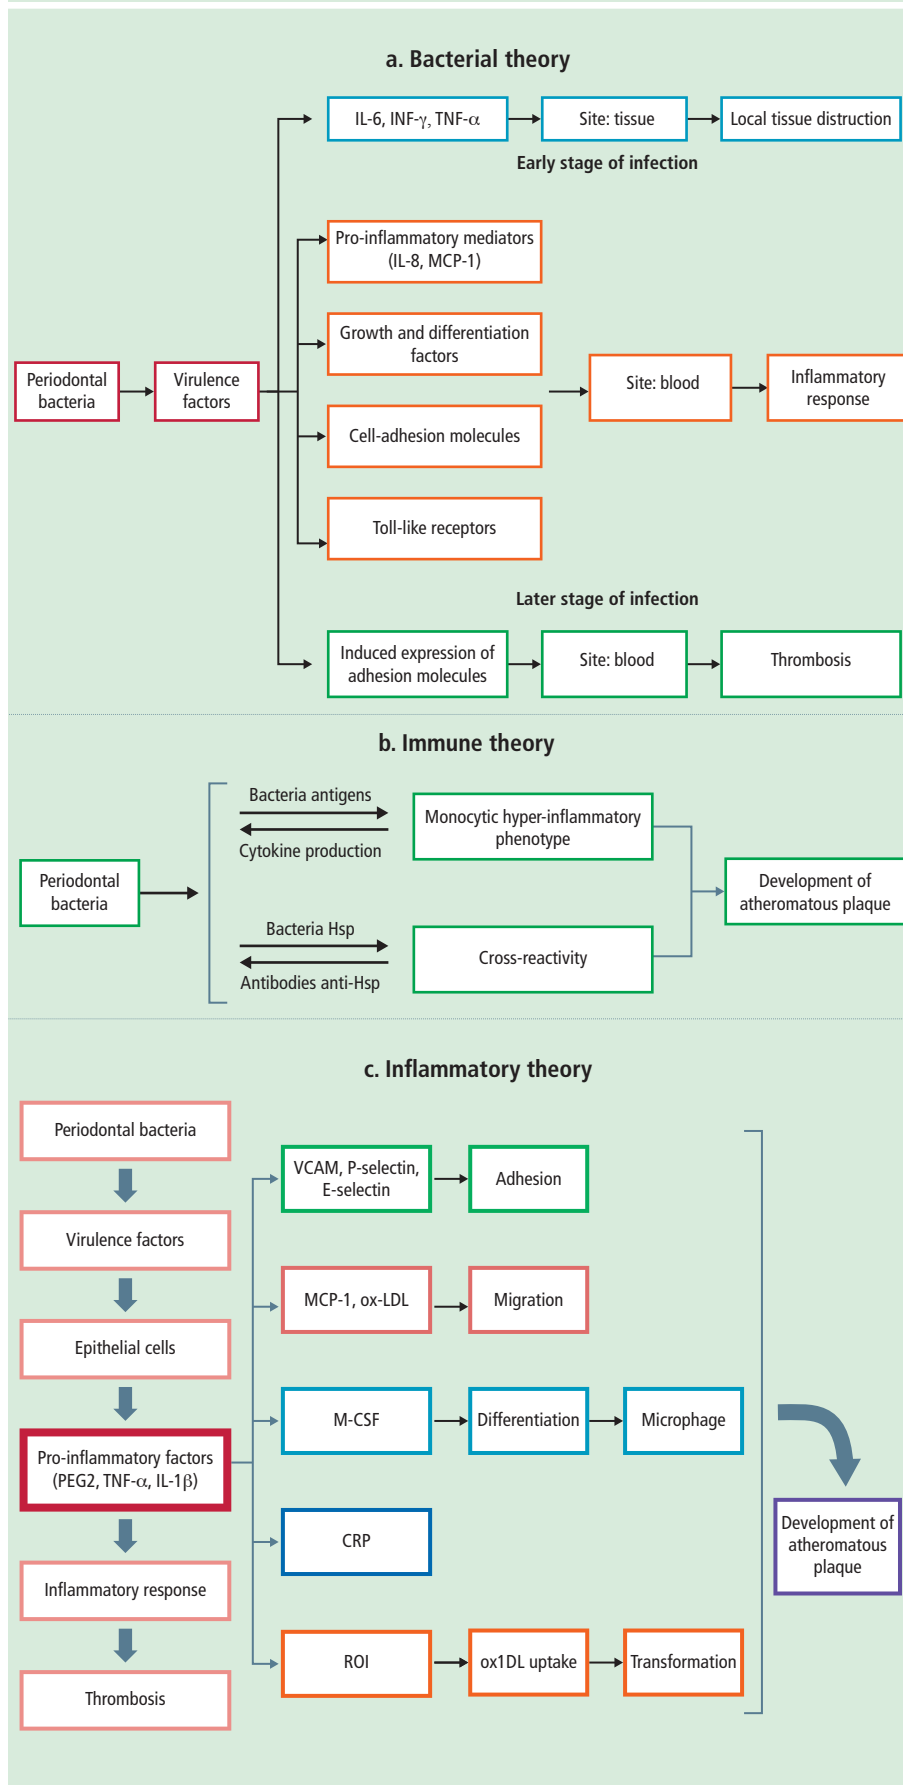 a. Bacterial theory
IL-6, INF-γ, TNF-α
Site: tissue
Local tissue distruction
Early stage of infection
Pro-inflammatory mediators
(IL-8, MCP-1)
Growth and differentiation
factors
Periodontal
bacteria
Virulence
factors
Site: blood
Inflammatory
response
Cell-adhesion molecules
Toll-like receptors
Later stage of infection
Induced expression of
adhesion molecules
Site: blood
Thrombosis
b. Immune theory
Bacteria antigens
Cytokine production
Monocytic hyper-inflammatory
phenotype
Periodontal
bacteria
Development of
atheromatous plaque
Bacteria Hsp
Antibodies anti-Hsp
Cross-reactivity
c. Inflammatory theory
Periodontal bacteria
Virulence factors
Epithelial cells
Pro-inflammatory factors
(PEG2, TNF-α, IL-1β)
Inflammatory response
Thrombosis
VCAM, P-selectin,
E-selectin
Adhesion
MCP-1, ox-LDL
Migration
M-CSF
Differentiation
Microphage
CRP
ROI
ox1DL uptake
Transformation
Development of
atheromatous
plaque